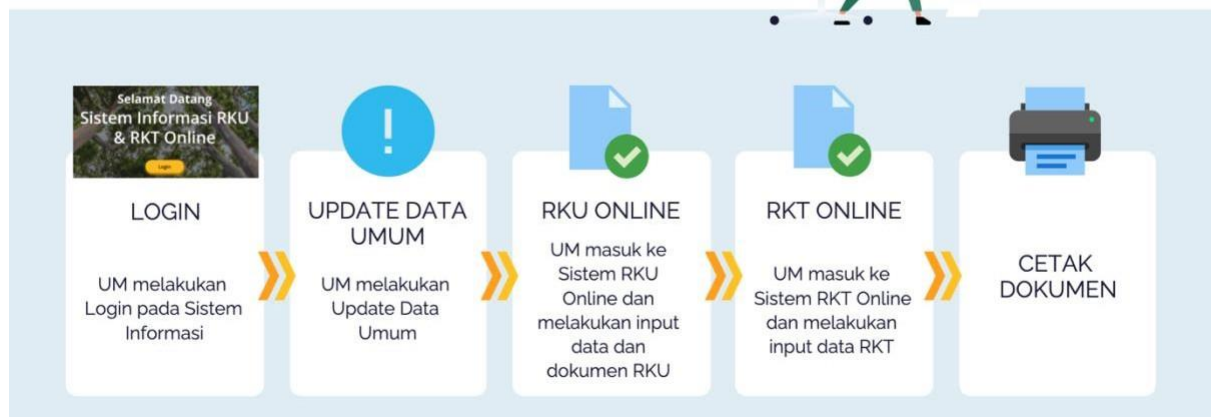 Selamat Datang
Sistem Informasi RKU
& RKT Online
Login
LOGIN
UM melakukan
Login pada Sistem
Informasi
UPDATE DATA
UMUM
UM melakukan
Update Data
Umum
RKU ONLINE
UM masuk ke
Sistem RKU
Online dan
melakukan input
data dan
dokumen RKU
RKT ONLINE
UM masuk ke
Sistem RKT Online
dan melakukan
input data RKT
CETAK
DOKUMEN